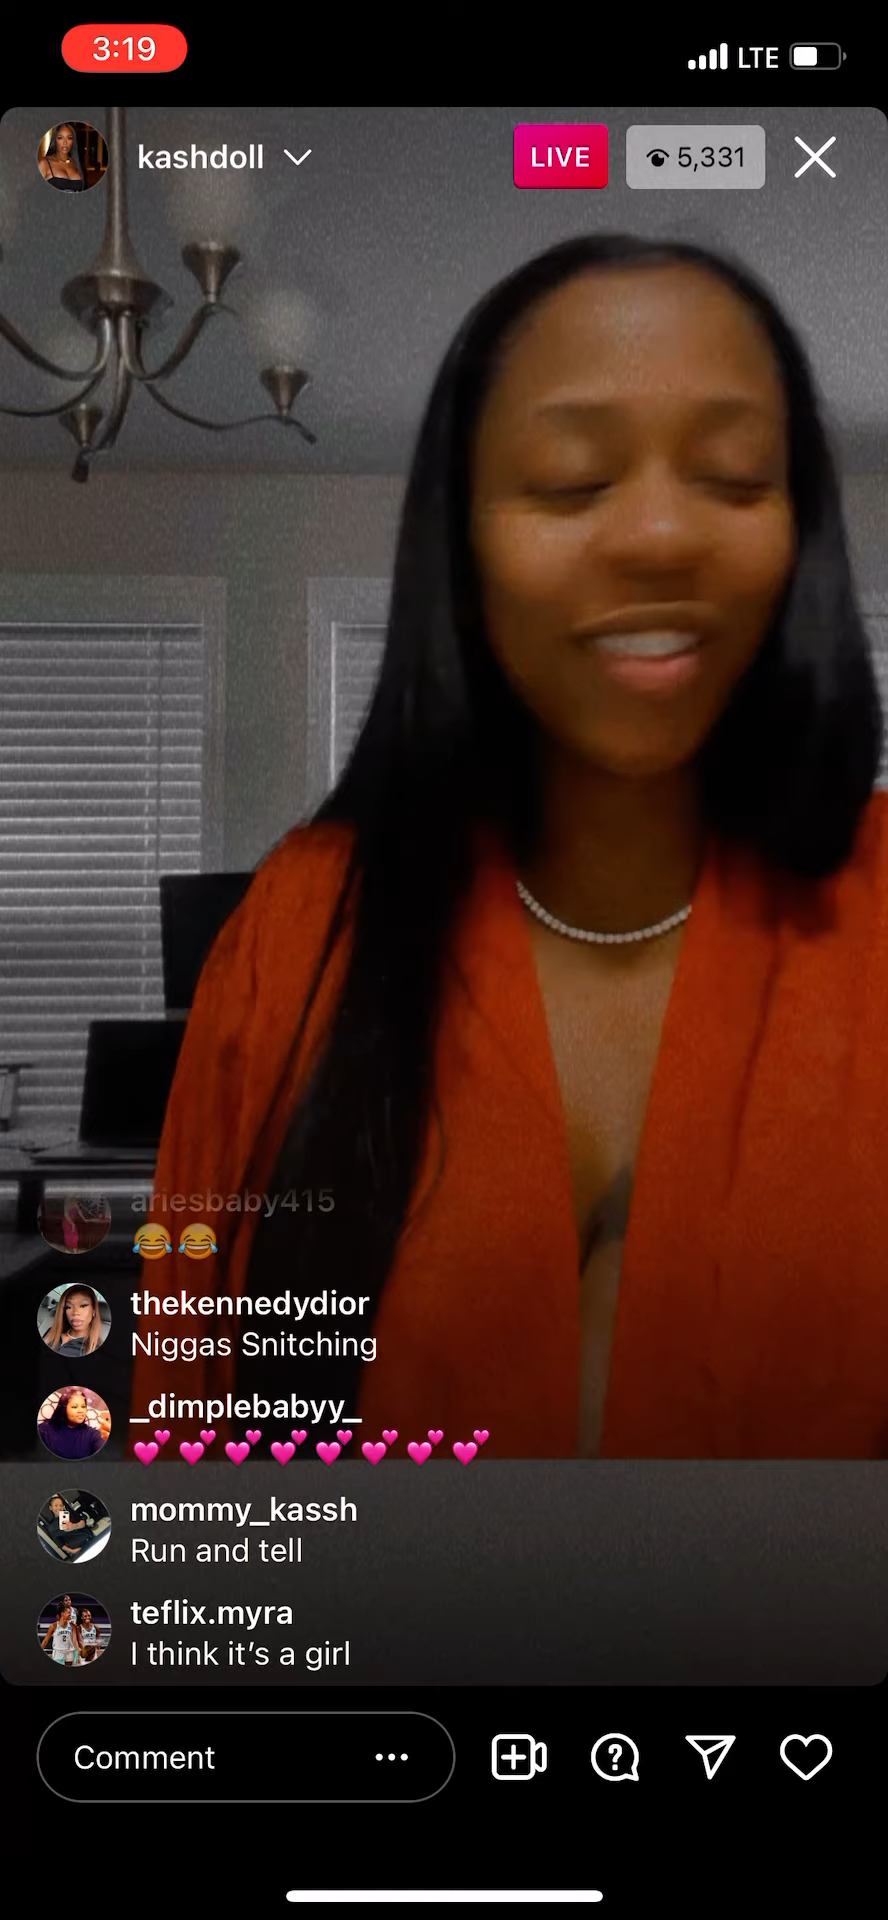 3:19
LTE
kashdoll
LIVE
5,331
ariesbaby415
😂😂
thekennedydior
Niggas Snitching
_dimplebabyy_
💕💕💕💕💕💕💕💕
mommy_kassh
Run and tell
teflix.myra
I think it’s a girl
Comment